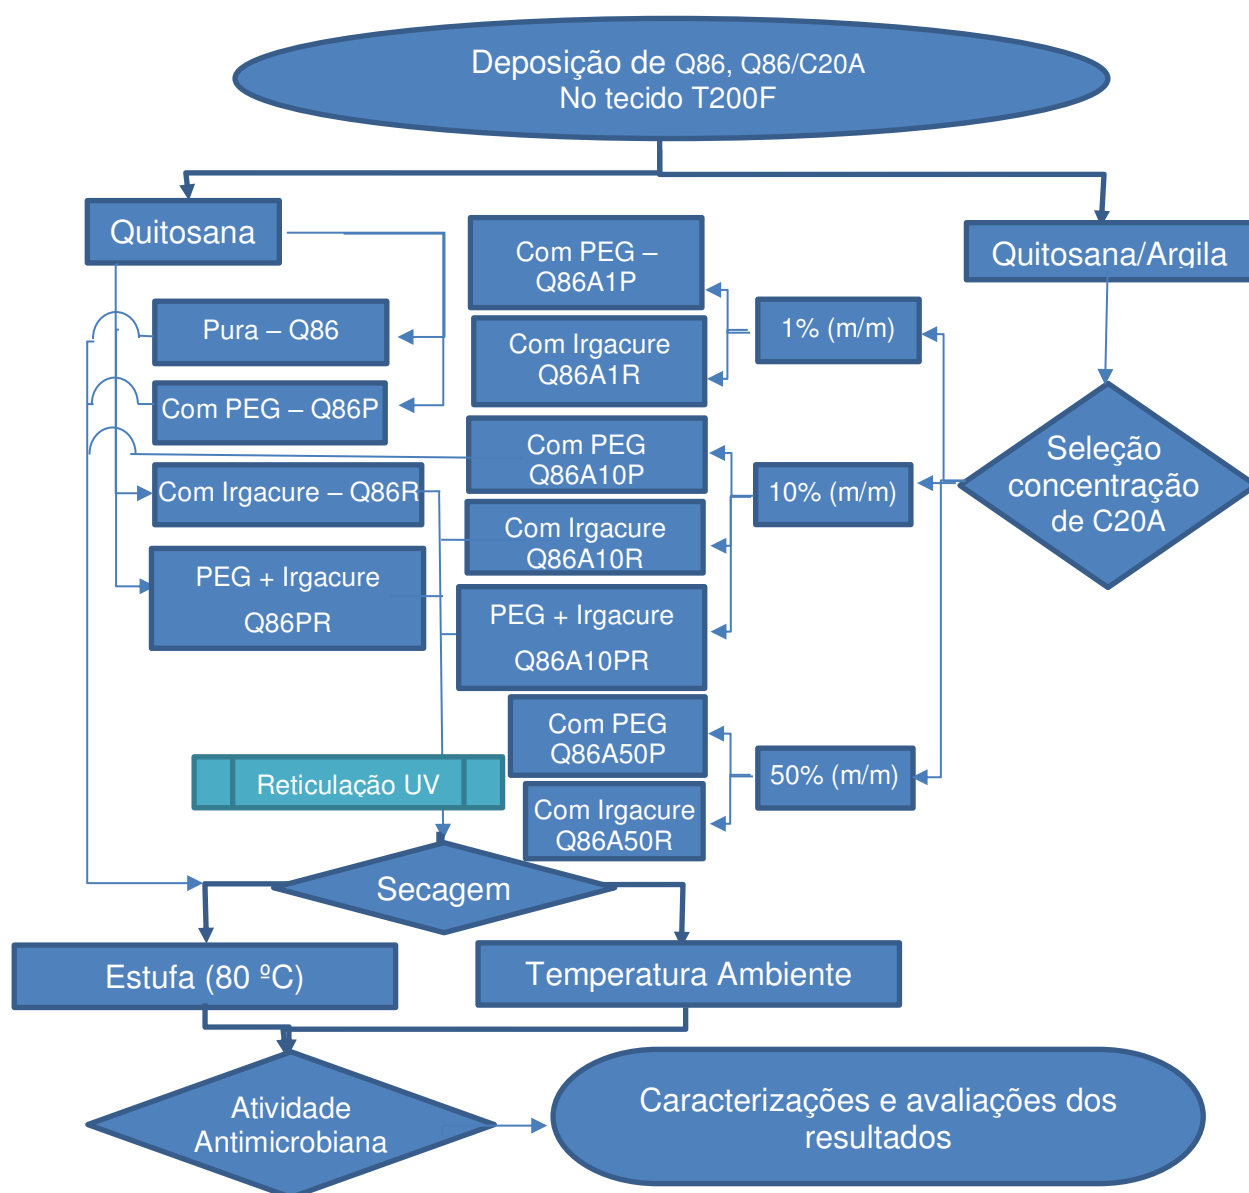 Deposição de Q86, Q86/C20A
No tecido T200F
Quitosana
Quitosana/Argila
Pura – Q86
Com PEG – Q86P
Com Irgacure – Q86R
PEG + Irgacure
Q86PR
Com PEG –
Q86A1P
Com Irgacure
Q86A1R
1% (m/m)
Com PEG
Q86A10P
Com Irgacure
Q86A10R
PEG + Irgacure
Q86A10PR
10% (m/m)
Seleção
concentração
de C20A
Com PEG
Q86A50P
Com Irgacure
Q86A50R
50% (m/m)
Reticulação UV
Secagem
Estufa (80 ºC)
Temperatura Ambiente
Atividade
Antimicrobiana
Caracterizações e avaliações dos
resultados